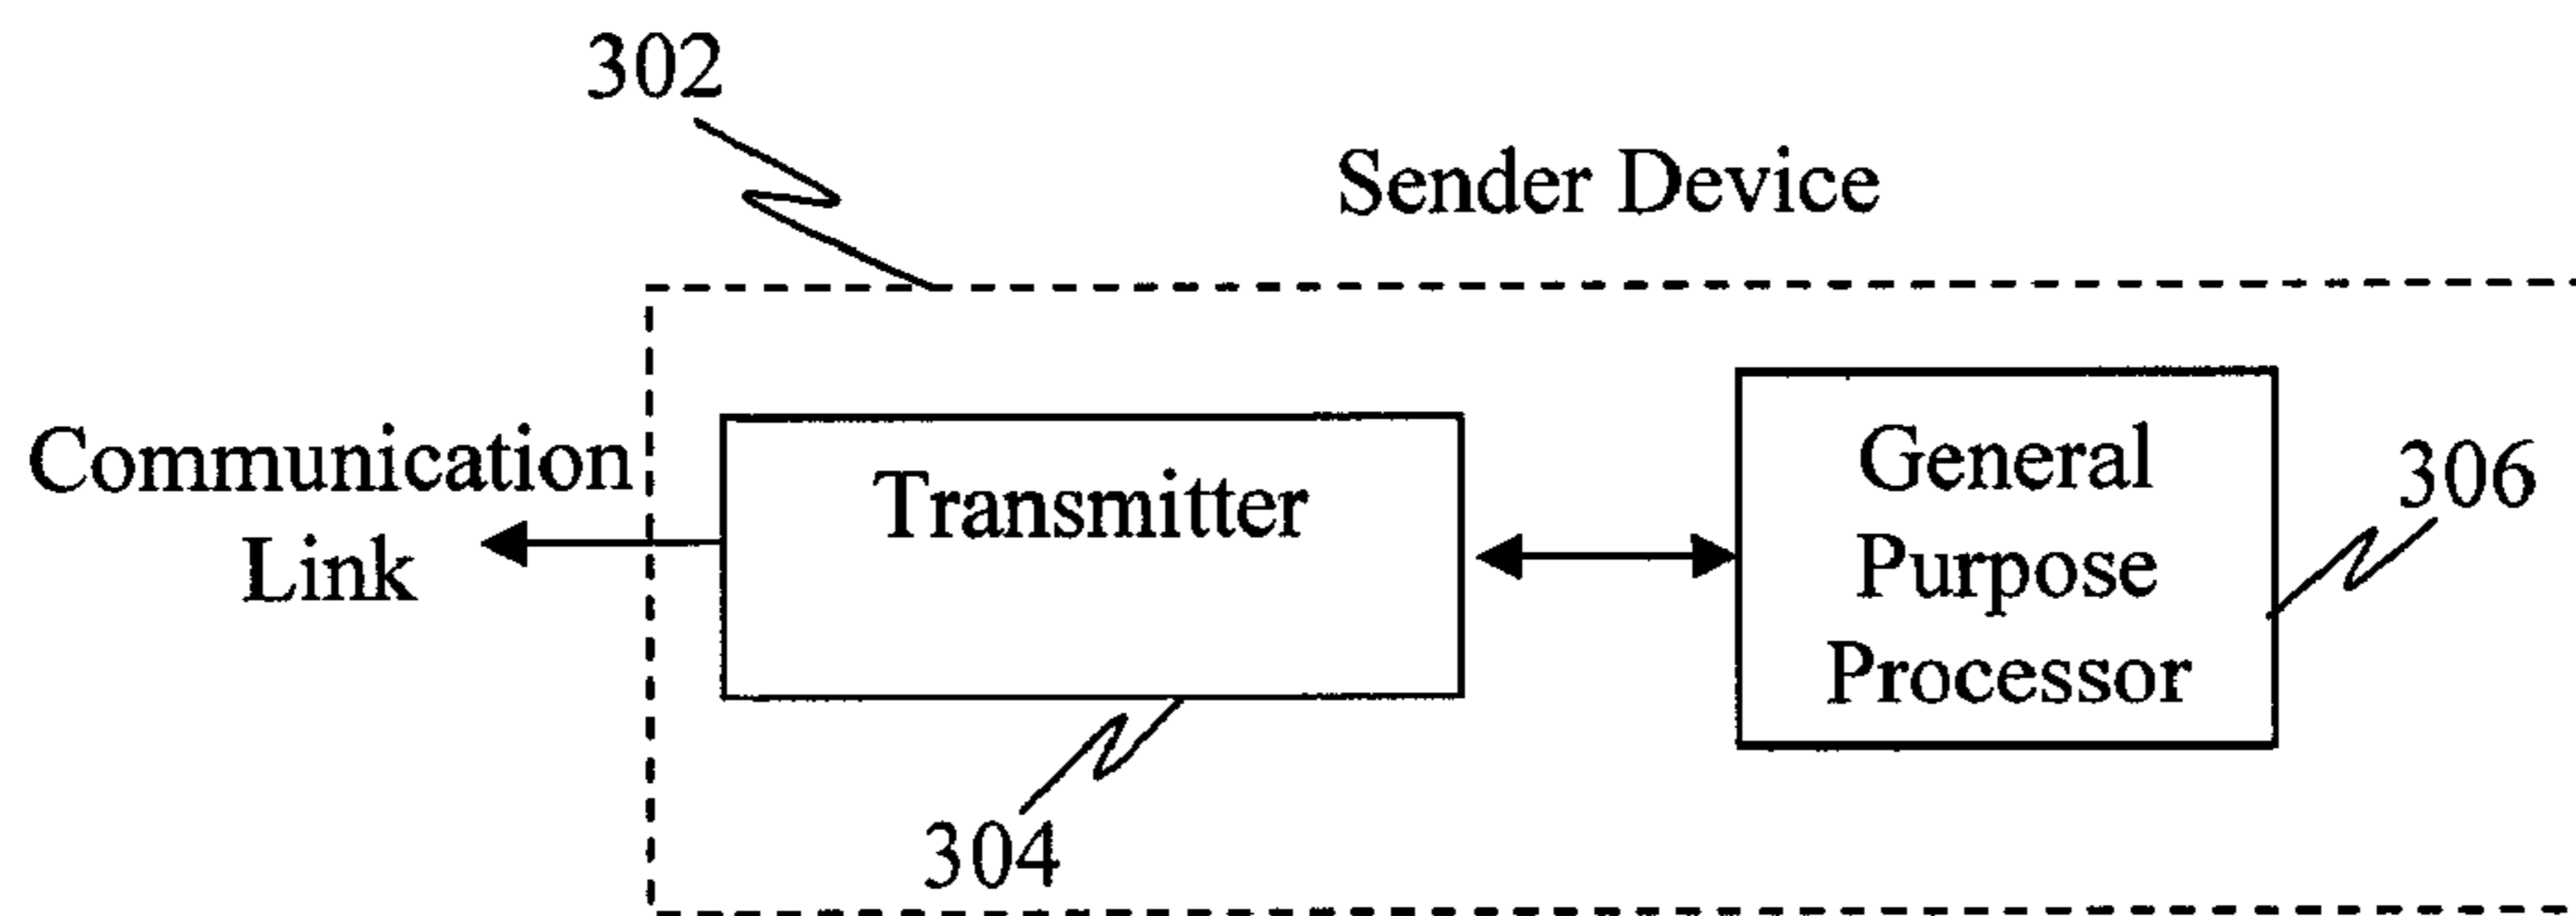 302
Sender Device
Communication
Link
Transmitter
General
Purpose
Processor
306
304